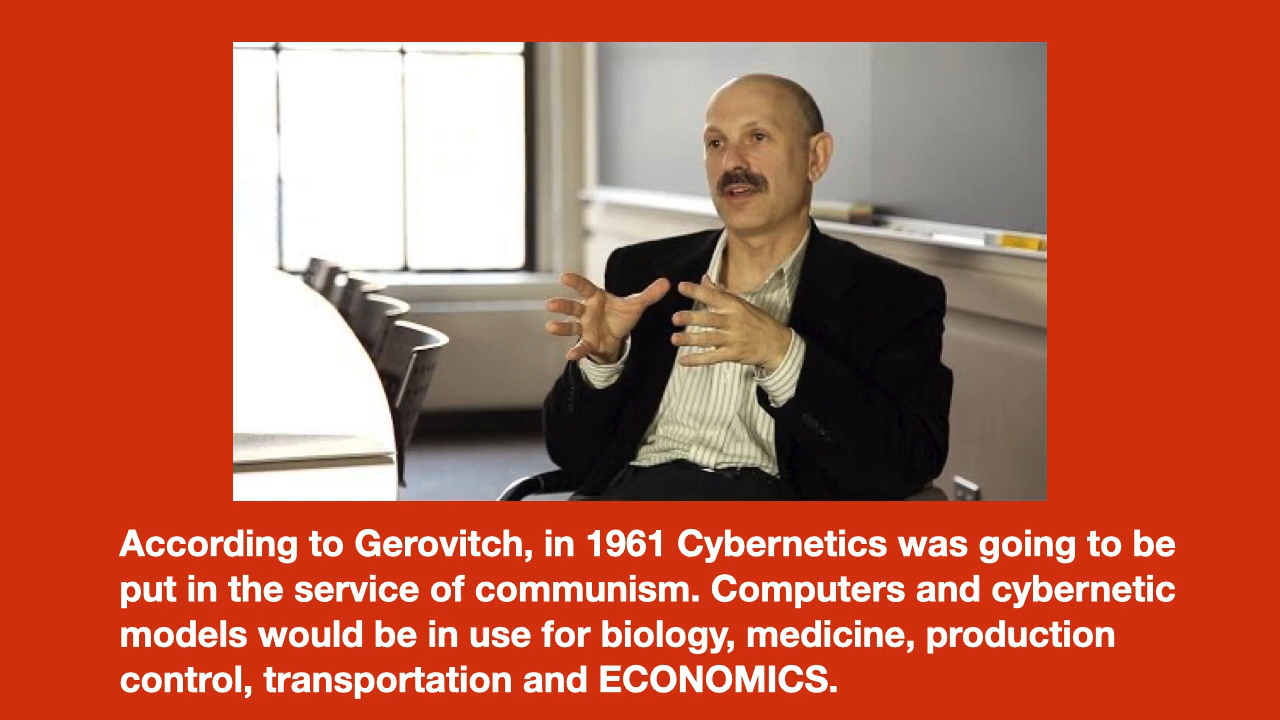 According to Gerovitch, in 1961 Cybernetics was going to be
put in the service of communism. Computers and cybernetic
models would be in use for biology, medicine, production
control, transportation and ECONOMICS.